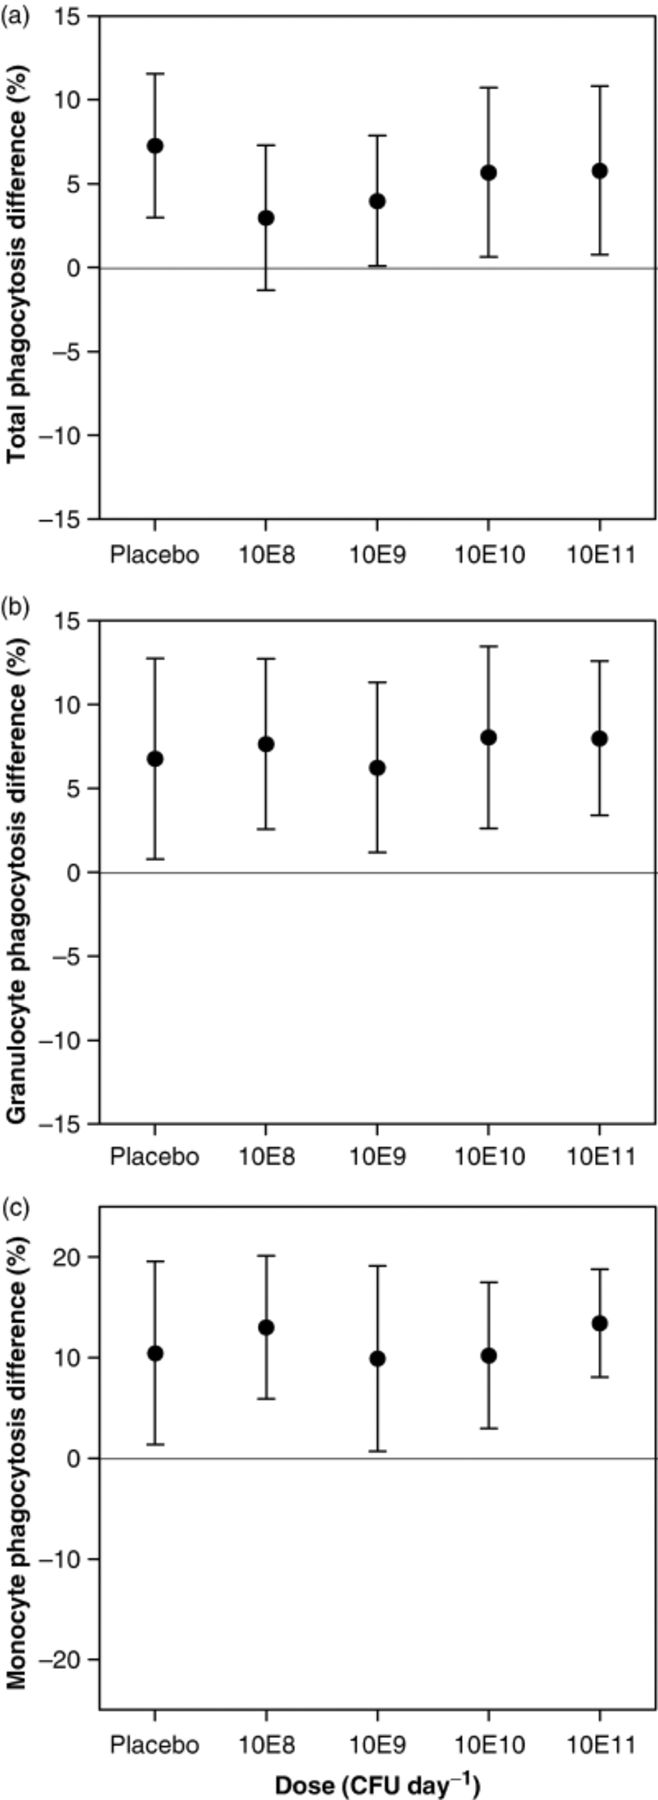 (a)
Total phagocytosis difference (%)
15
10
5
0
–5
–10
–15
Placebo 10E8 10E9 10E10 10E11
(b)
Granulocyte phagocytosis difference (%)
15
10
5
0
–5
–10
–15
Placebo 10E8 10E9 10E10 10E11
(c)
Monocyte phagocytosis difference (%)
20
10
0
–10
–20
Placebo 10E8 10E9 10E10 10E11
Dose (CFU day⁻¹)